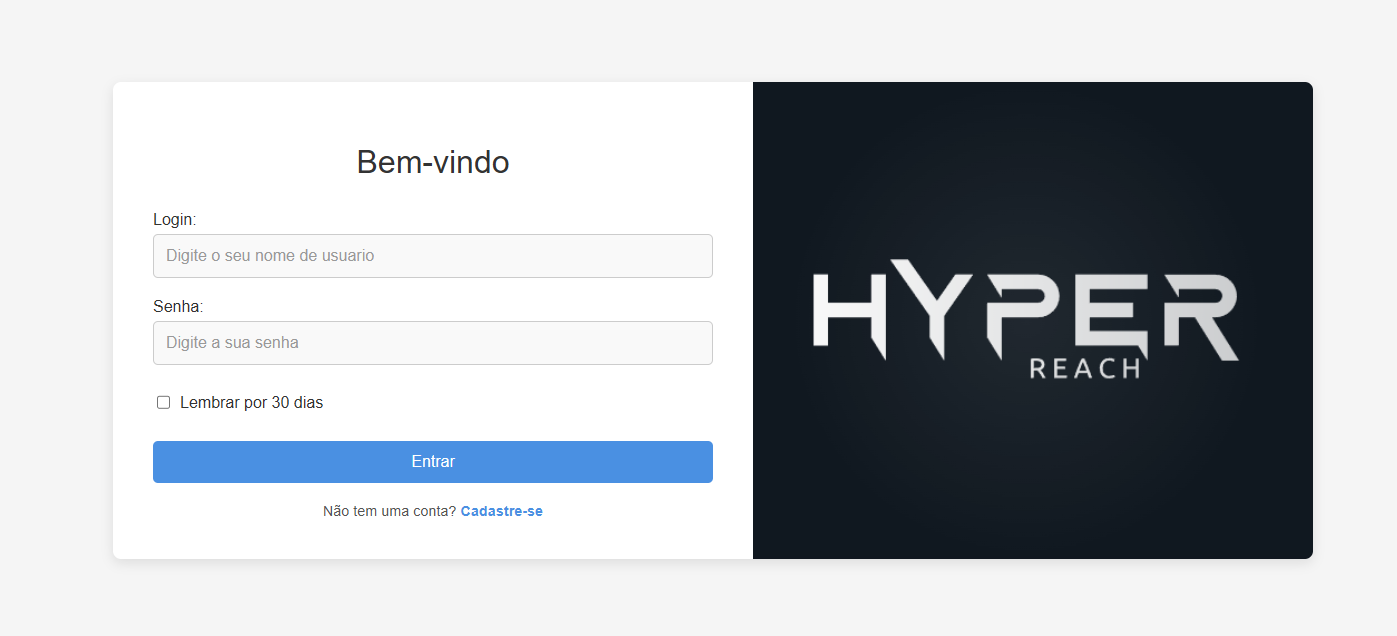 Bem-vindo
Login:
Digite o seu nome de usuario
Senha:
Digite a sua senha
Lembrar por 30 dias
Entrar
Não tem uma conta? Cadastre-se
HYPER
REACH